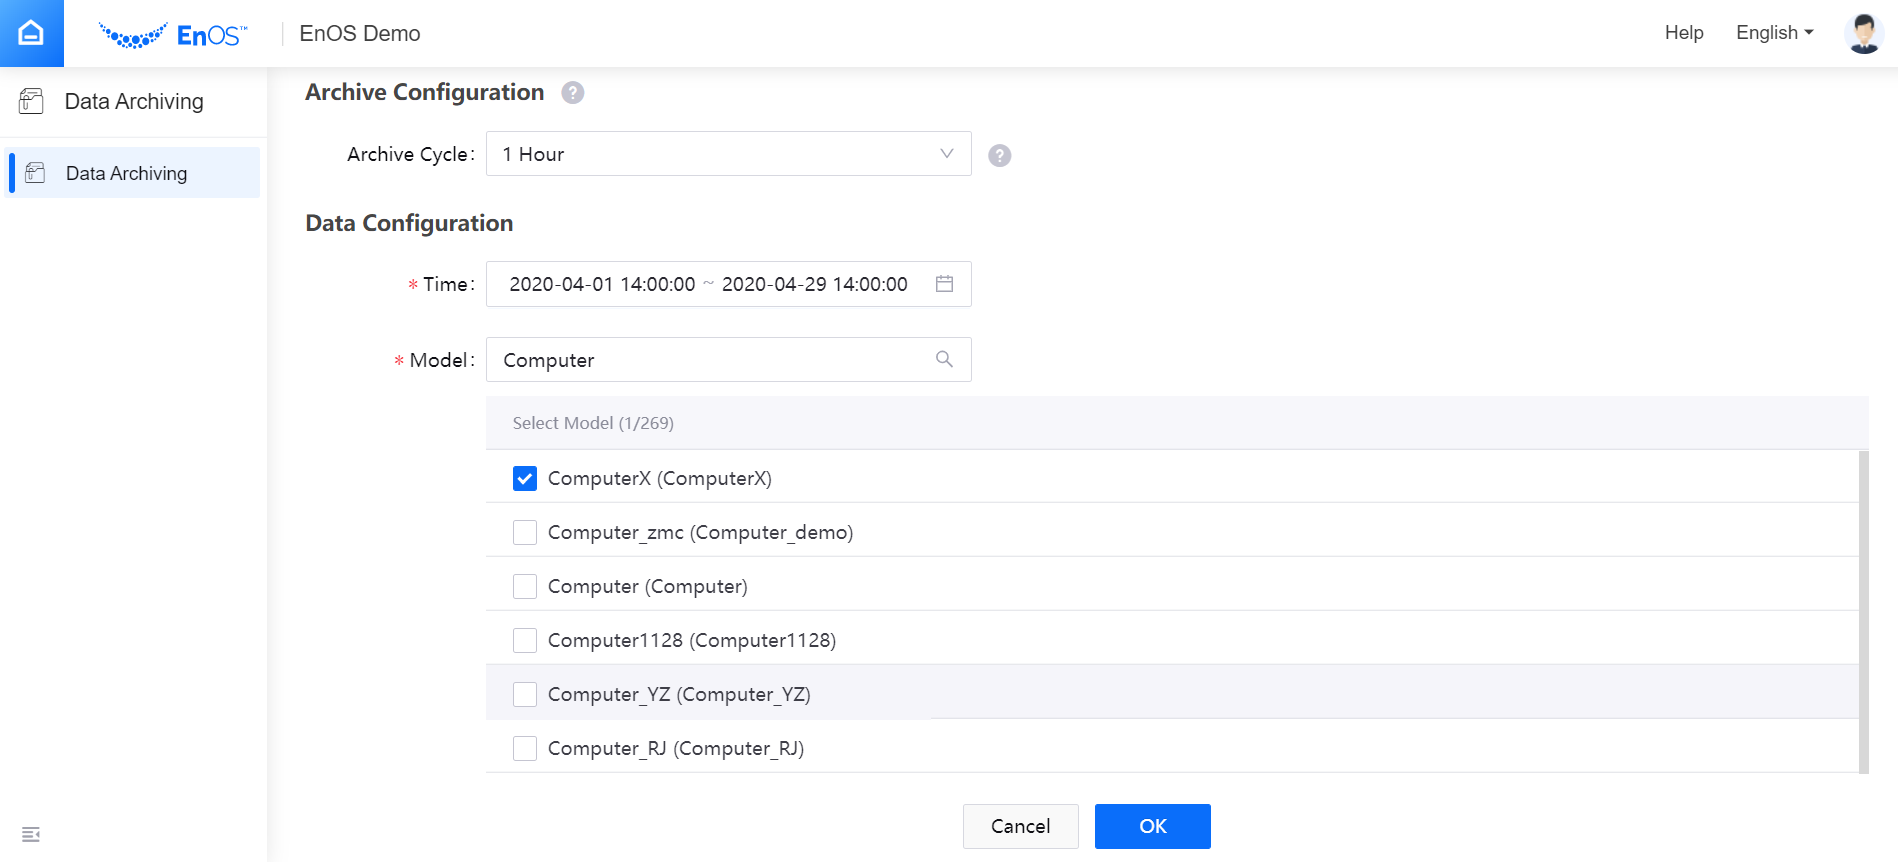 EnOS™ EnOS Demo Help English
Data Archiving
Data Archiving
Archive Configuration ?
Archive Cycle: 1 Hour ?
Data Configuration
* Time: 2020-04-01 14:00:00 ~ 2020-04-29 14:00:00
* Model: Computer
Select Model (1/269)
ComputerX (ComputerX)
Computer_zmc (Computer_demo)
Computer (Computer)
Computer1128 (Computer1128)
Computer_YZ (Computer_YZ)
Computer_RJ (Computer_RJ)
Cancel OK